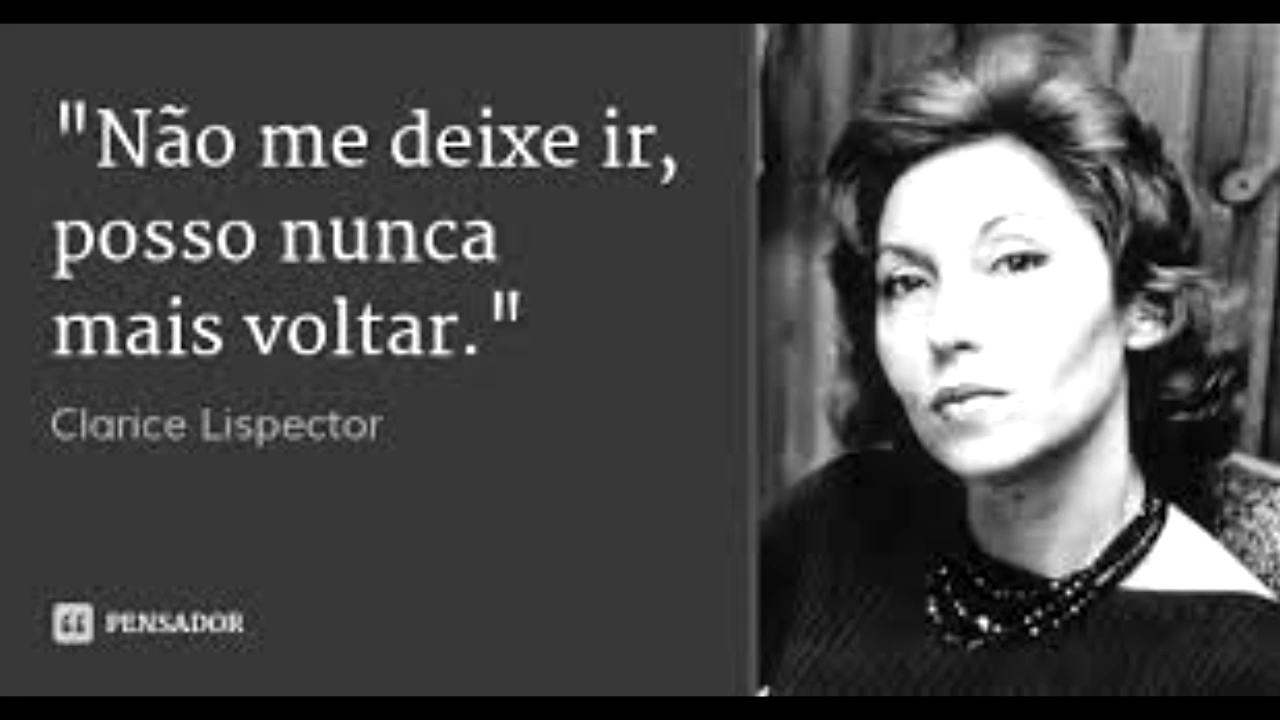 "Não me deixe ir,
posso nunca
mais voltar."
Clarice Lispector
PENSADOR